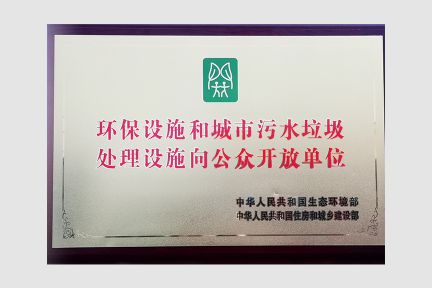 环保设施和城市污水垃圾
处理设施向公众开放单位
中华人民共和国生态环境部
中华人民共和国住房和城乡建设部